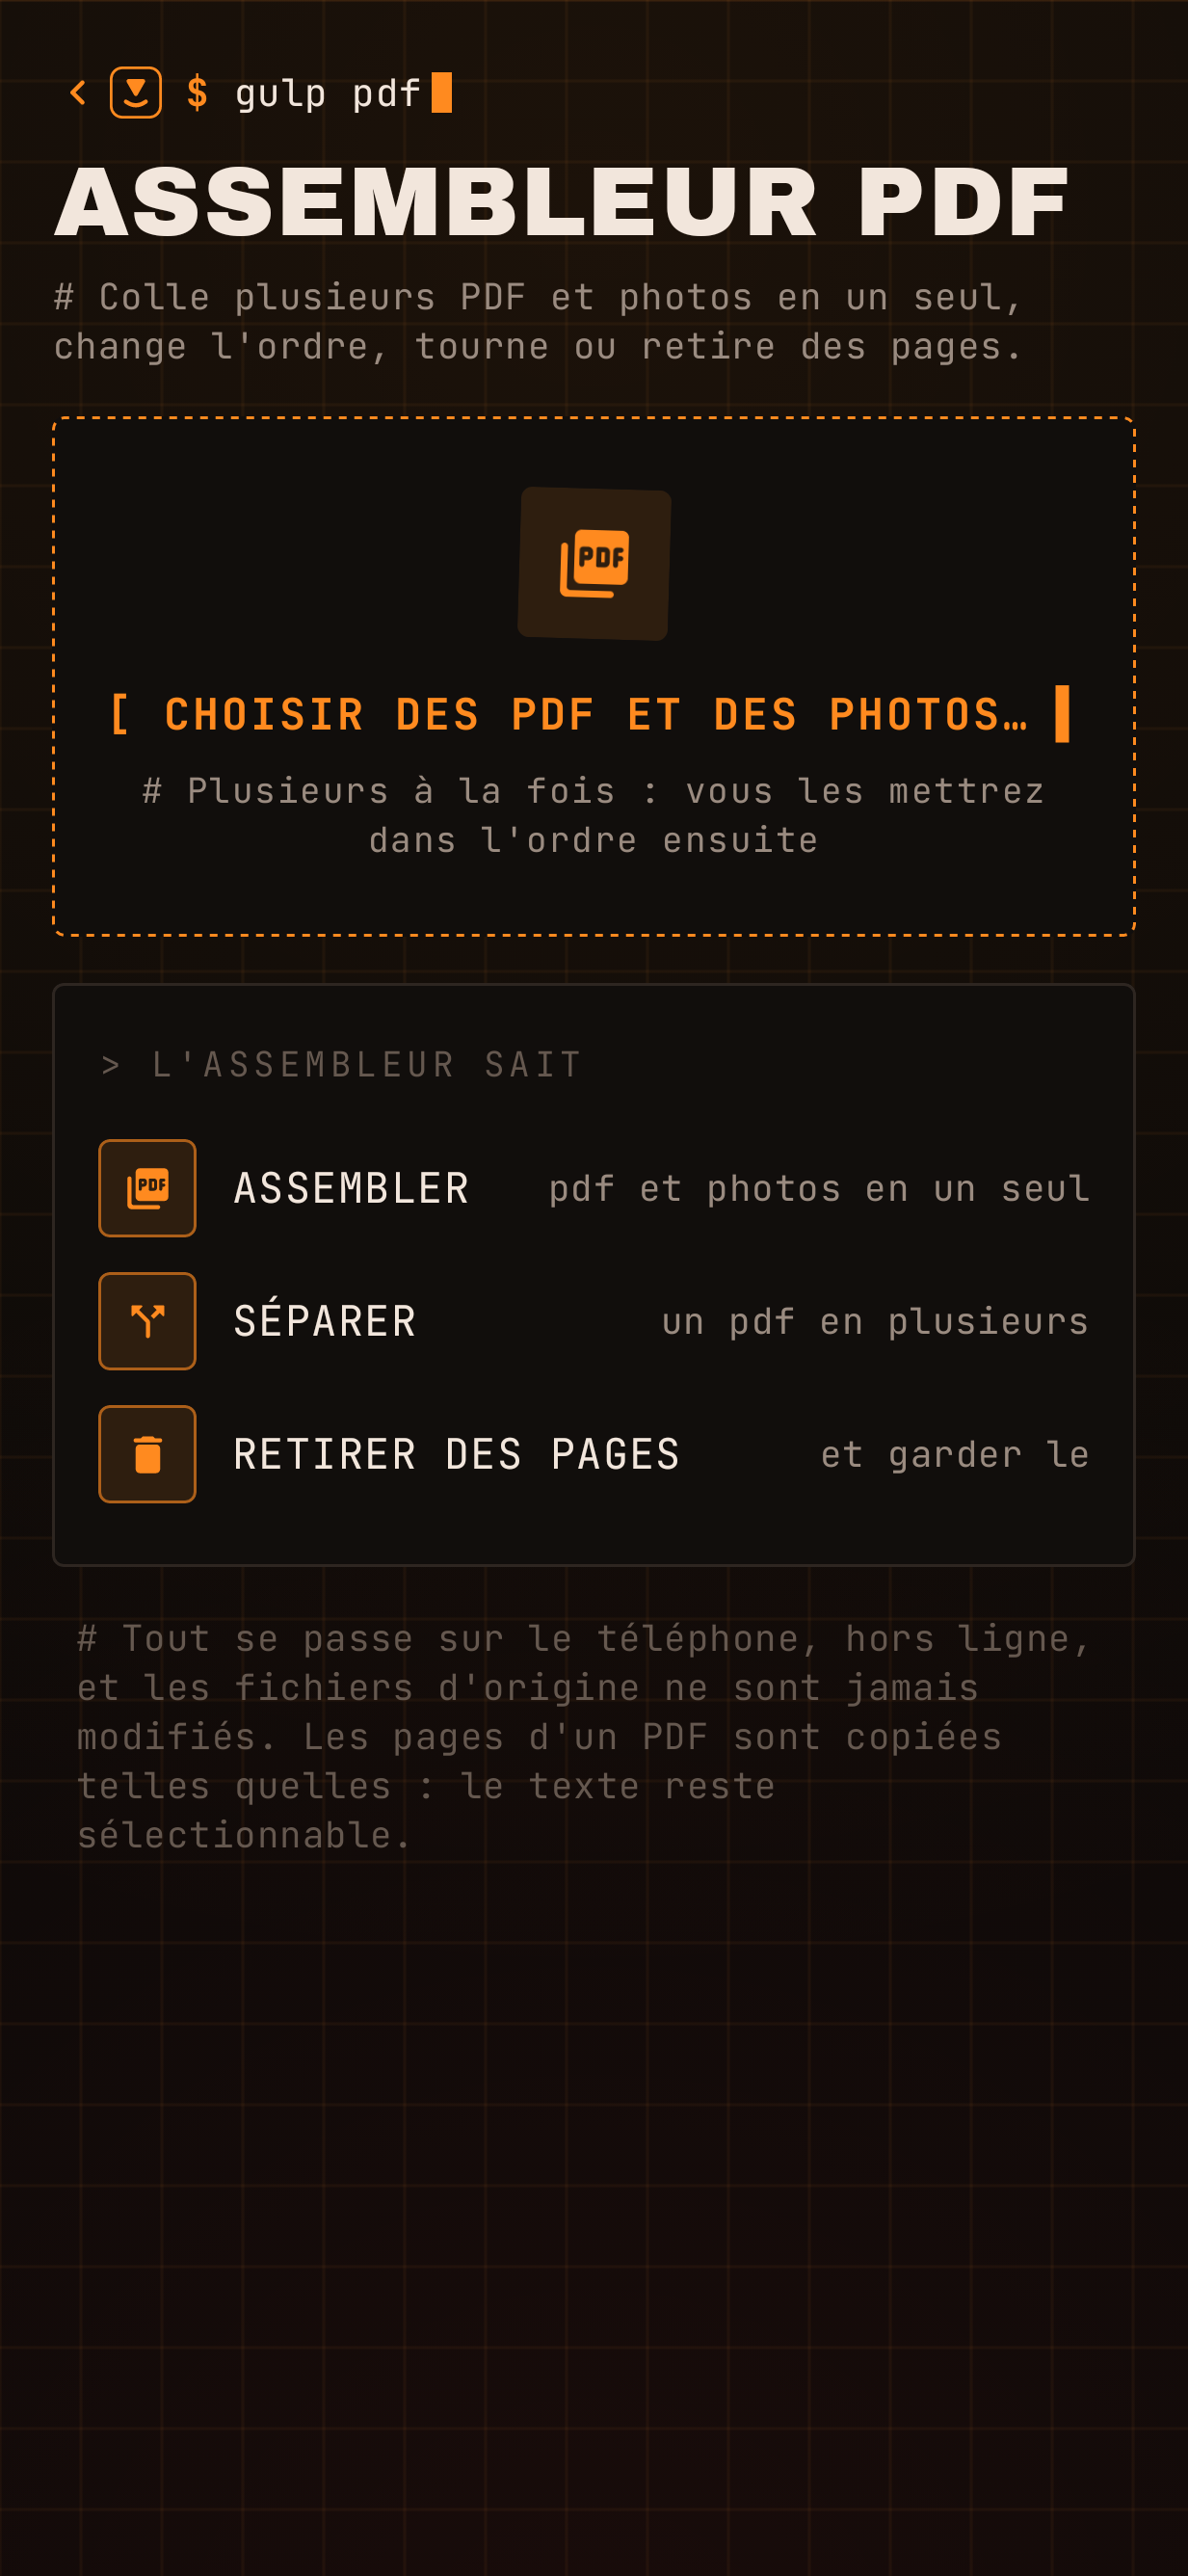 $ gulp pdf
ASSEMBLEUR PDF
# Colle plusieurs PDF et photos en un seul,
change l'ordre, tourne ou retire des pages.
PDF
[ CHOISIR DES PDF ET DES PHOTOS…
# Plusieurs à la fois : vous les mettrez
dans l'ordre ensuite
> L'ASSEMBLEUR SAIT
PDF ASSEMBLER pdf et photos en un seul
SÉPARER un pdf en plusieurs
RETIRER DES PAGES et garder le
# Tout se passe sur le téléphone, hors ligne,
et les fichiers d'origine ne sont jamais
modifiés. Les pages d'un PDF sont copiées
telles quelles : le texte reste
sélectionnable.